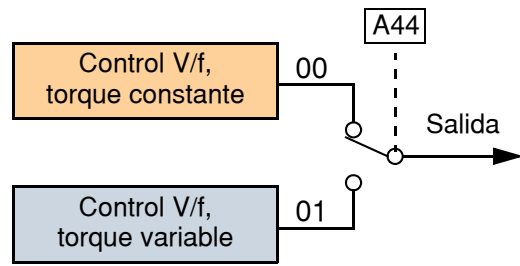 A44
Control V/f,
torque constante
00
Salida
Control V/f,
torque variable
01